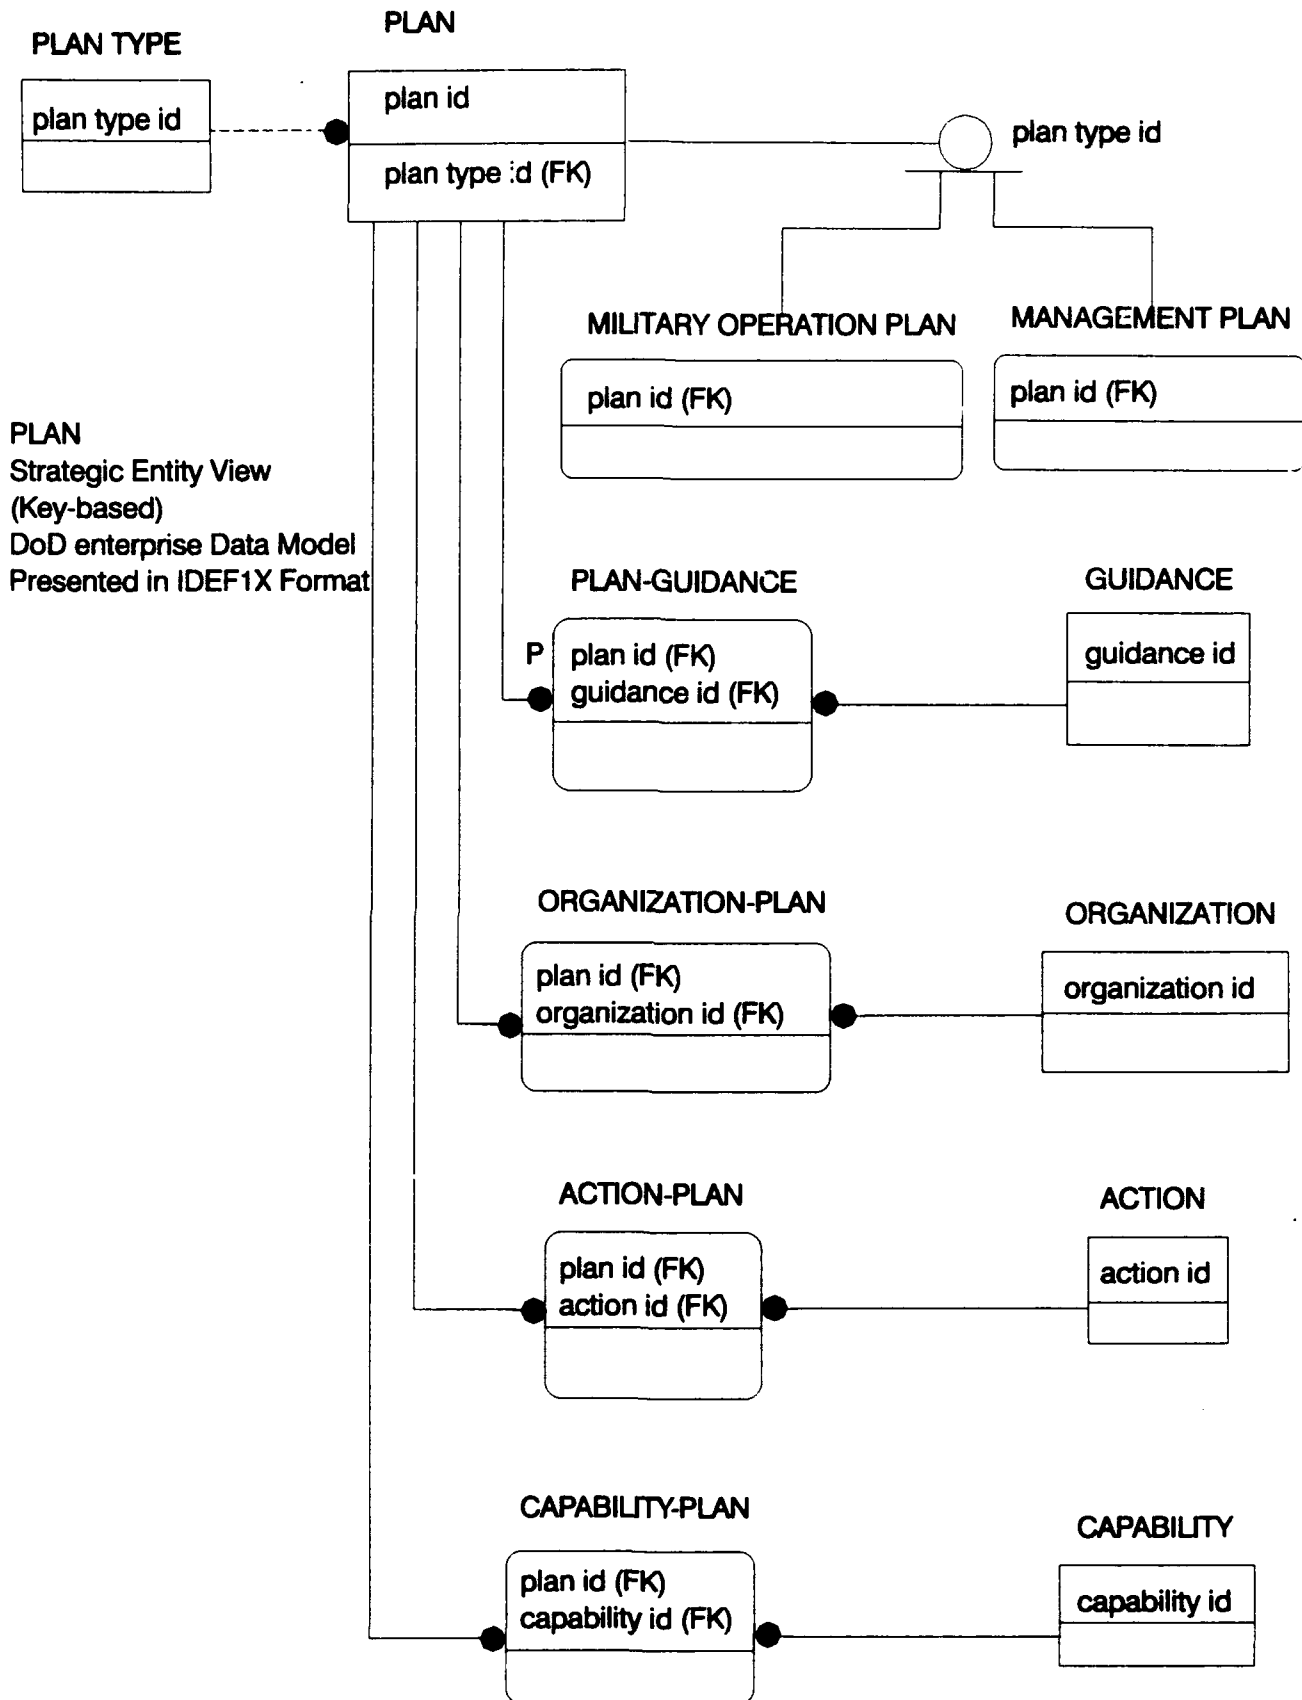 PLAN TYPE
plan type id
PLAN
plan id
plan type id (FK)
plan type id
MILITARY OPERATION PLAN
plan id (FK)
MANAGEMENT PLAN
plan id (FK)
PLAN
Strategic Entity View
(Key-based)
DoD enterprise Data Model
Presented in IDEF1X Format
PLAN-GUIDANCE
P
plan id (FK)
guidance id (FK)
GUIDANCE
guidance id
ORGANIZATION-PLAN
plan id (FK)
organization id (FK)
ORGANIZATION
organization id
ACTION-PLAN
plan id (FK)
action id (FK)
ACTION
action id
CAPABILITY-PLAN
plan id (FK)
capability id (FK)
CAPABILITY
capability id